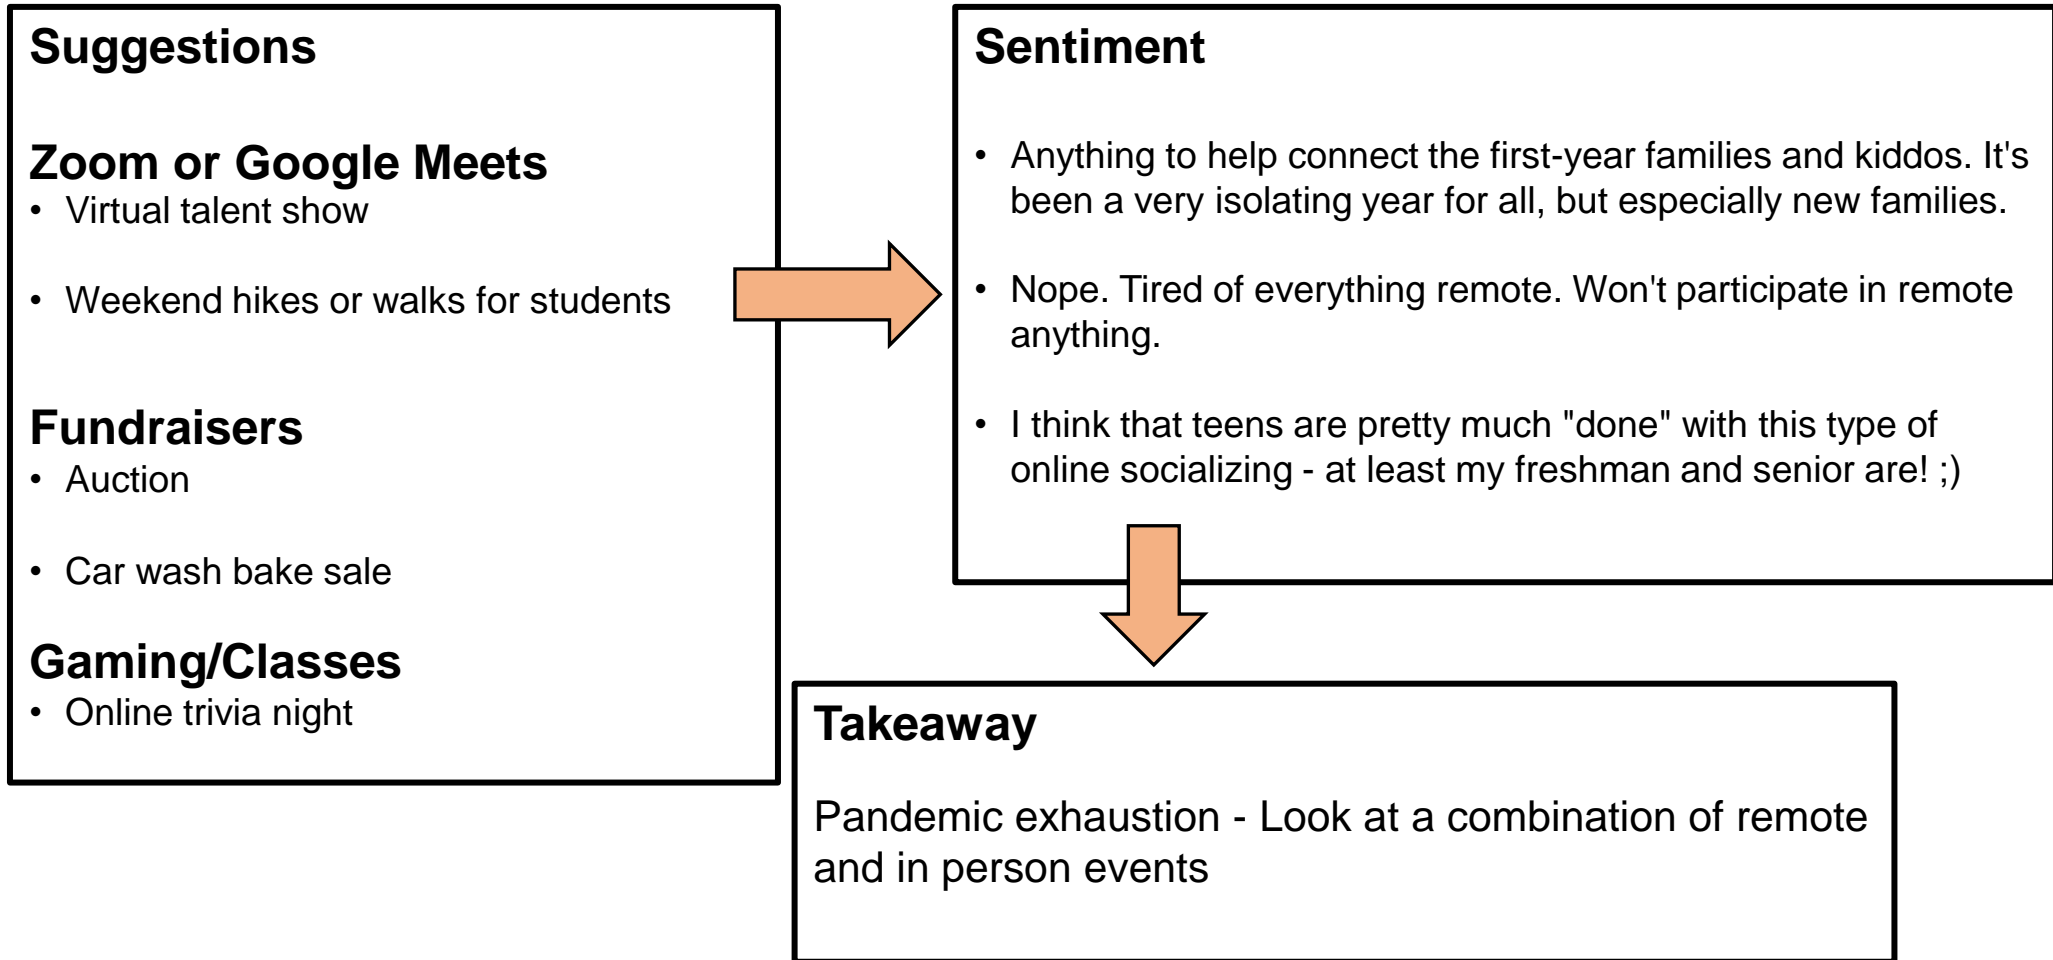 Suggestions
Zoom or Google Meets
• Virtual talent show
• Weekend hikes or walks for students
Fundraisers
• Auction
• Car wash bake sale
Gaming/Classes
• Online trivia night
Sentiment
• Anything to help connect the first-year families and kiddos. It's
been a very isolating year for all, but especially new families.
• Nope. Tired of everything remote. Won't participate in remote
anything.
• I think that teens are pretty much "done" with this type of
online socializing - at least my freshman and senior are! ;)
Takeaway
Pandemic exhaustion - Look at a combination of remote
and in person events